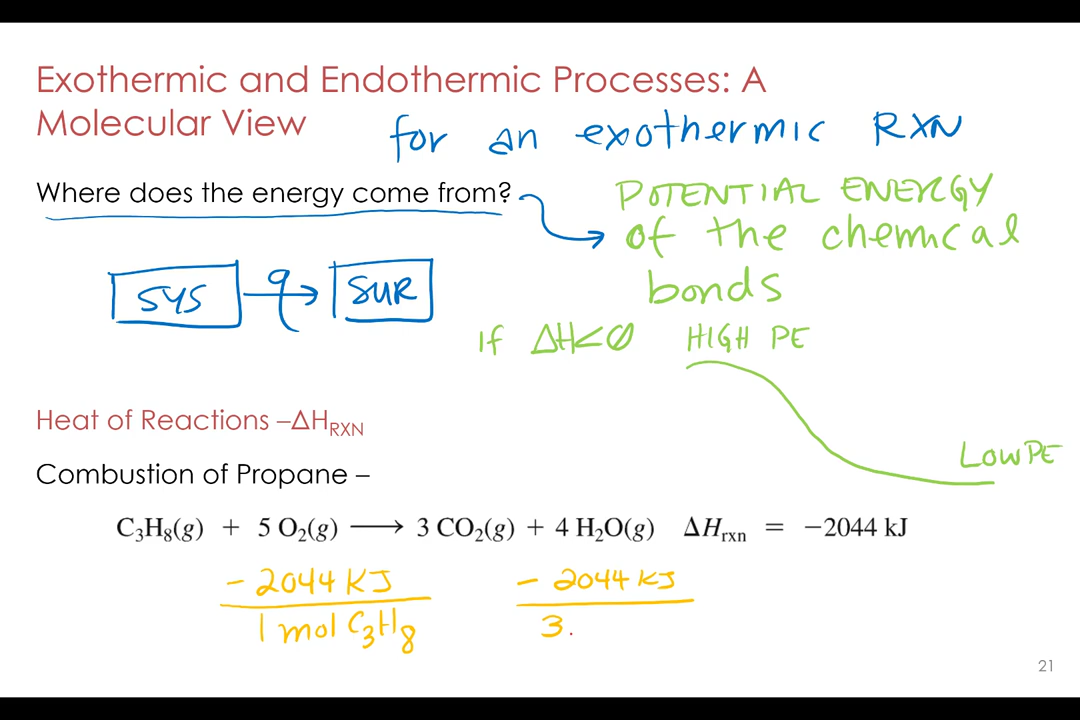 Exothermic and Endothermic Processes: A
Molecular View
for an exothermic RXN
Where does the energy come from?
POTENTIAL ENERGY
of the chemical
bonds
SYS
q
SUR
If ΔH<0
HIGH PE
LOW PE
Heat of Reactions –ΔH_RXN
Combustion of Propane –
C₃H₈(g) + 5 O₂(g) ⟶ 3 CO₂(g) + 4 H₂O(g) ΔH_rxn = −2044 kJ
- 2044 KJ
1 mol C₃H₈
- 2044 KJ
3
21